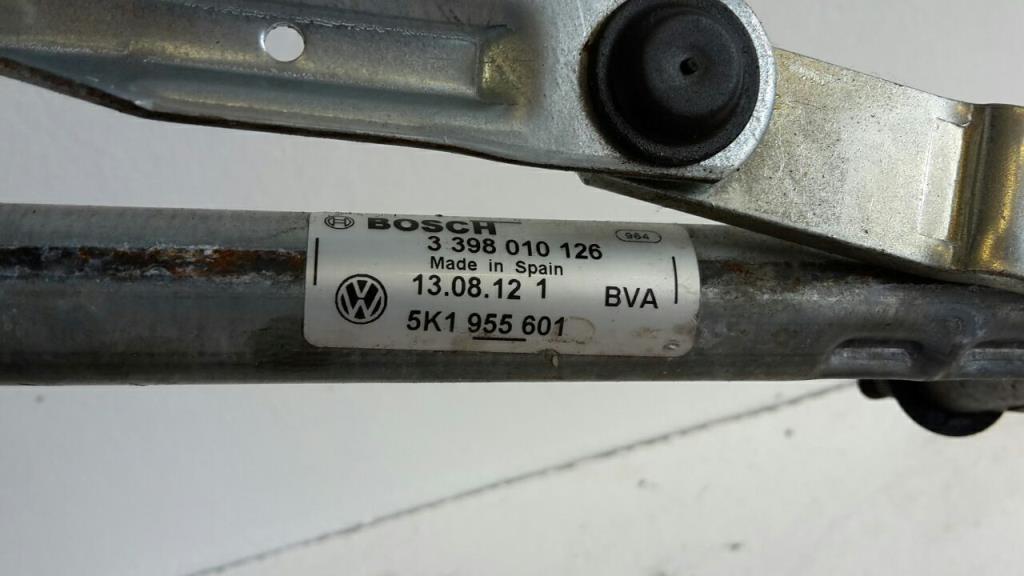 BOSCH
3 398 010 126
964
Made in Spain
13.08.12 1
BVA
5K1 955 601